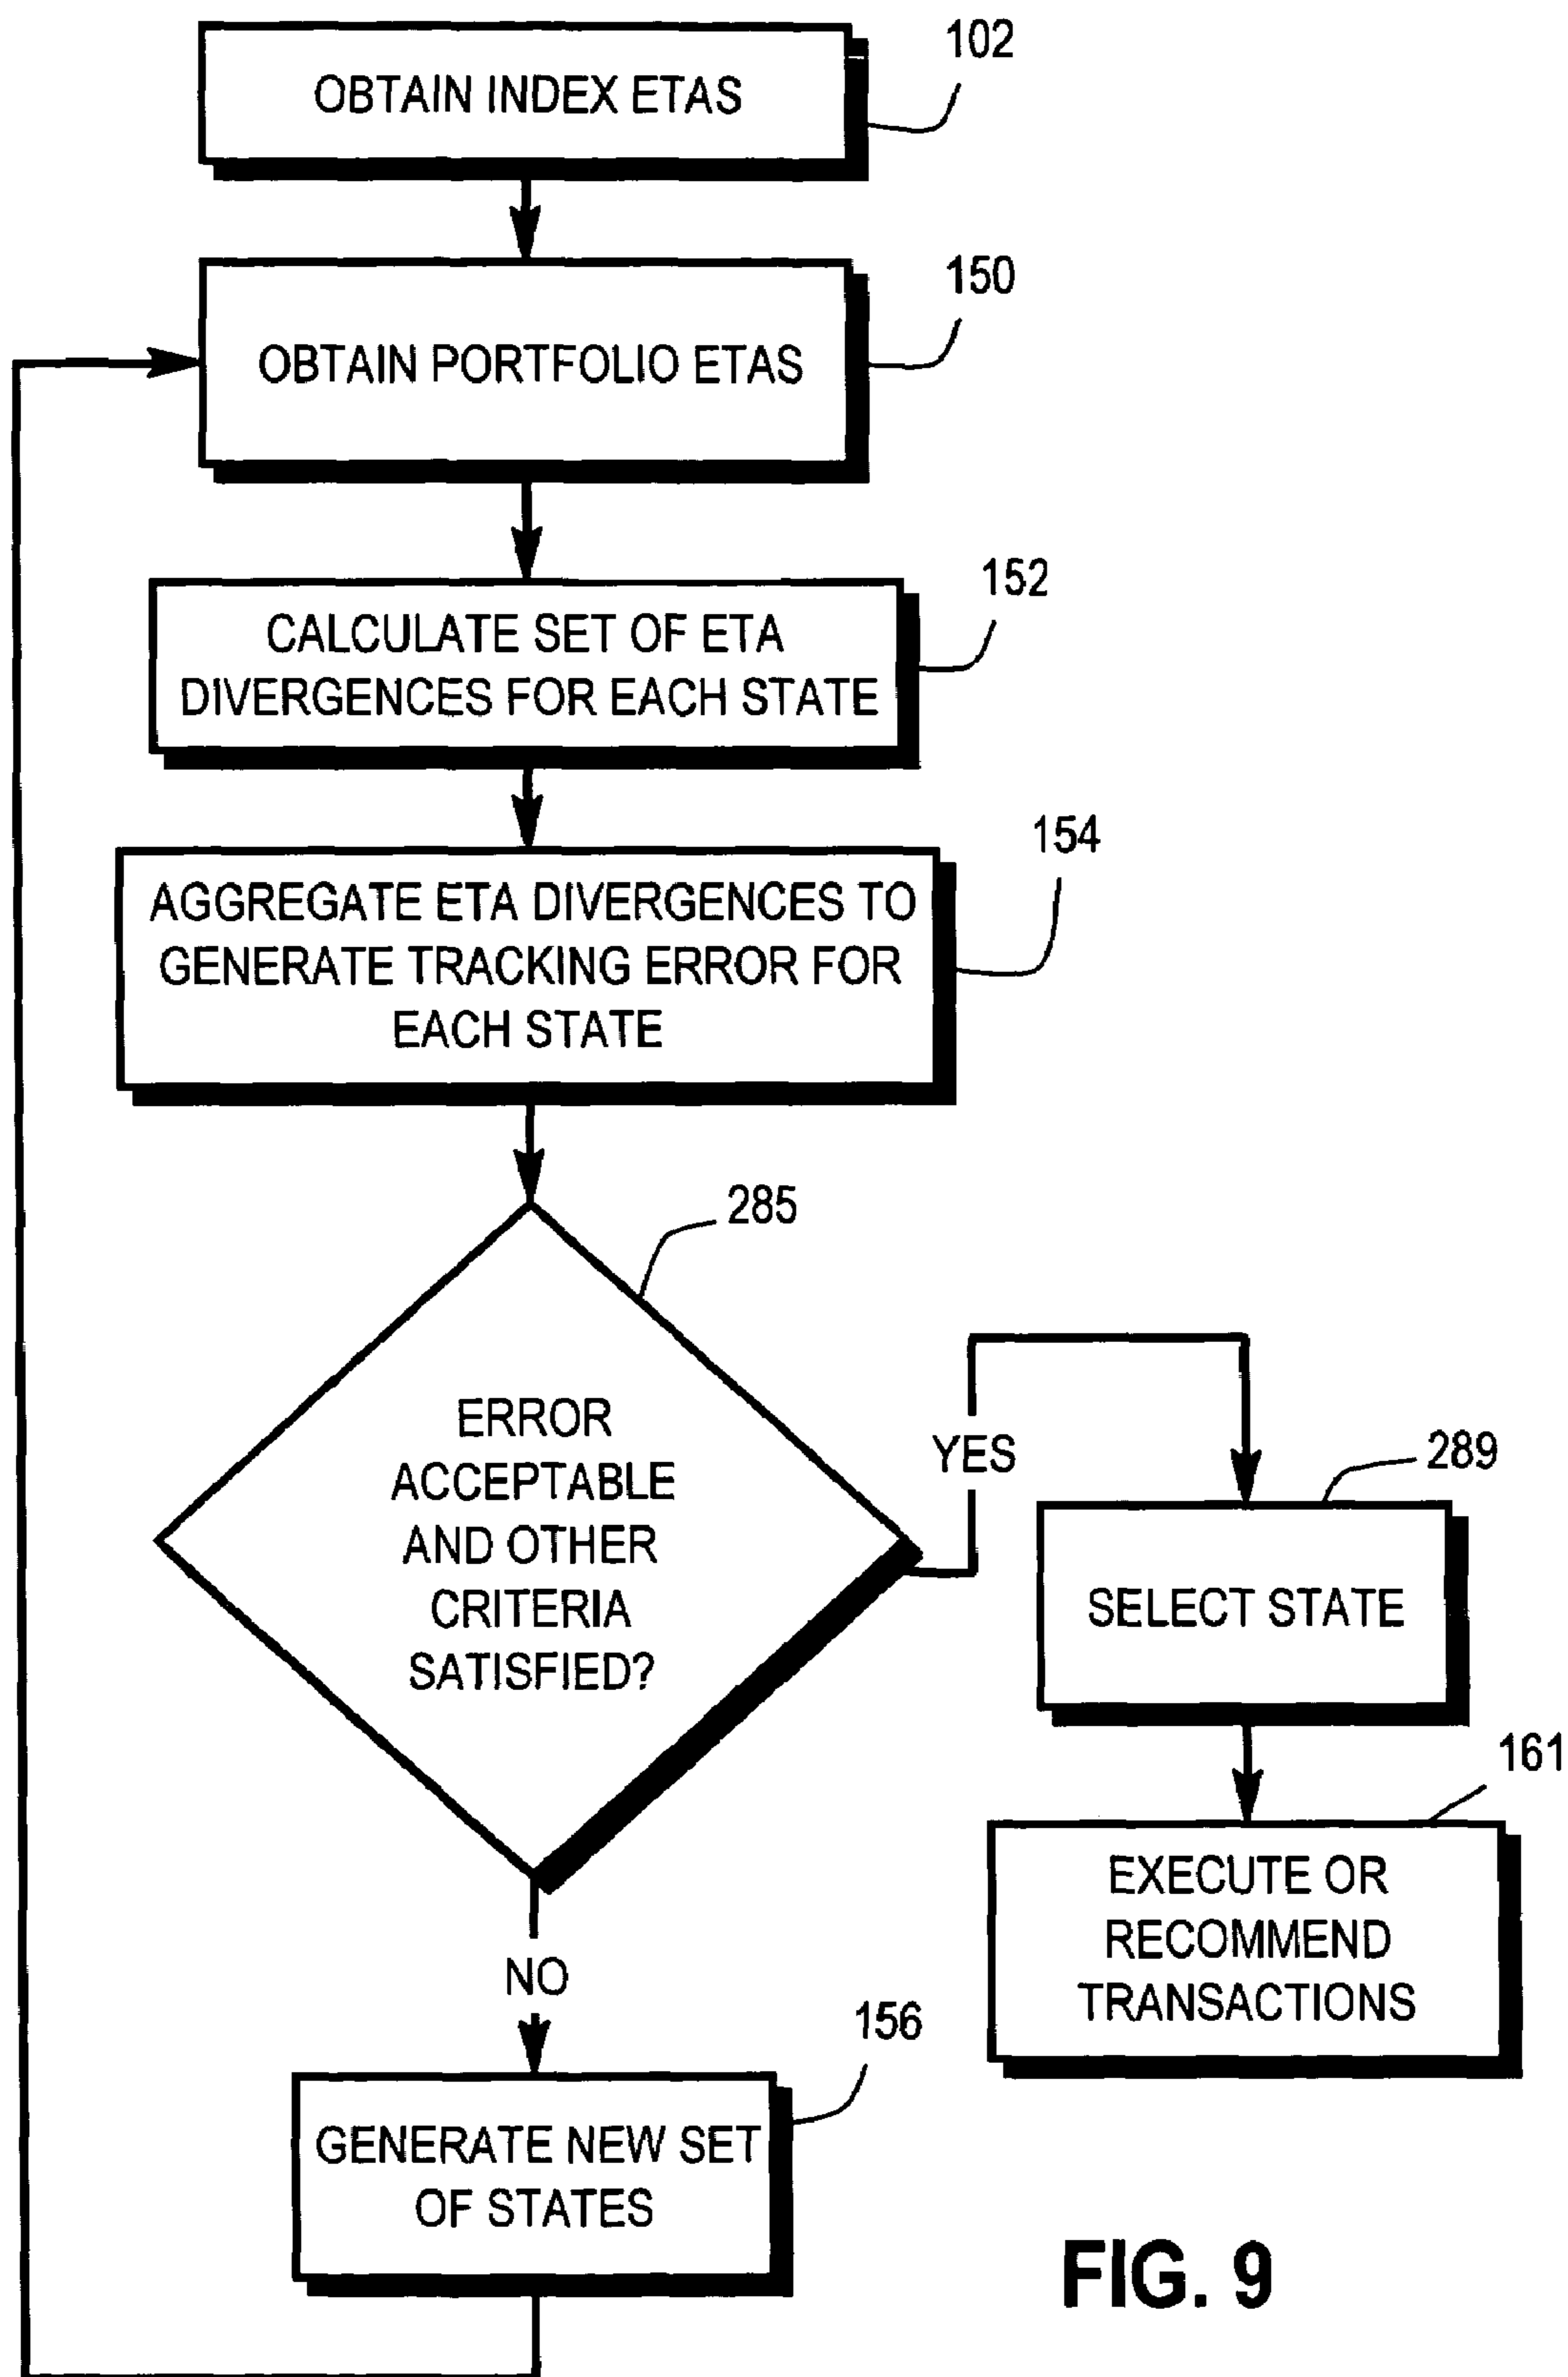 102
OBTAIN INDEX ETAS
150
OBTAIN PORTFOLIO ETAS
152
CALCULATE SET OF ETA
DIVERGENCES FOR EACH STATE
154
AGGREGATE ETA DIVERGENCES TO
GENERATE TRACKING ERROR FOR
EACH STATE
285
ERROR
ACCEPTABLE
AND OTHER
CRITERIA
SATISFIED?
YES
289
SELECT STATE
161
EXECUTE OR
RECOMMEND
TRANSACTIONS
NO
156
GENERATE NEW SET
OF STATES
FIG. 9